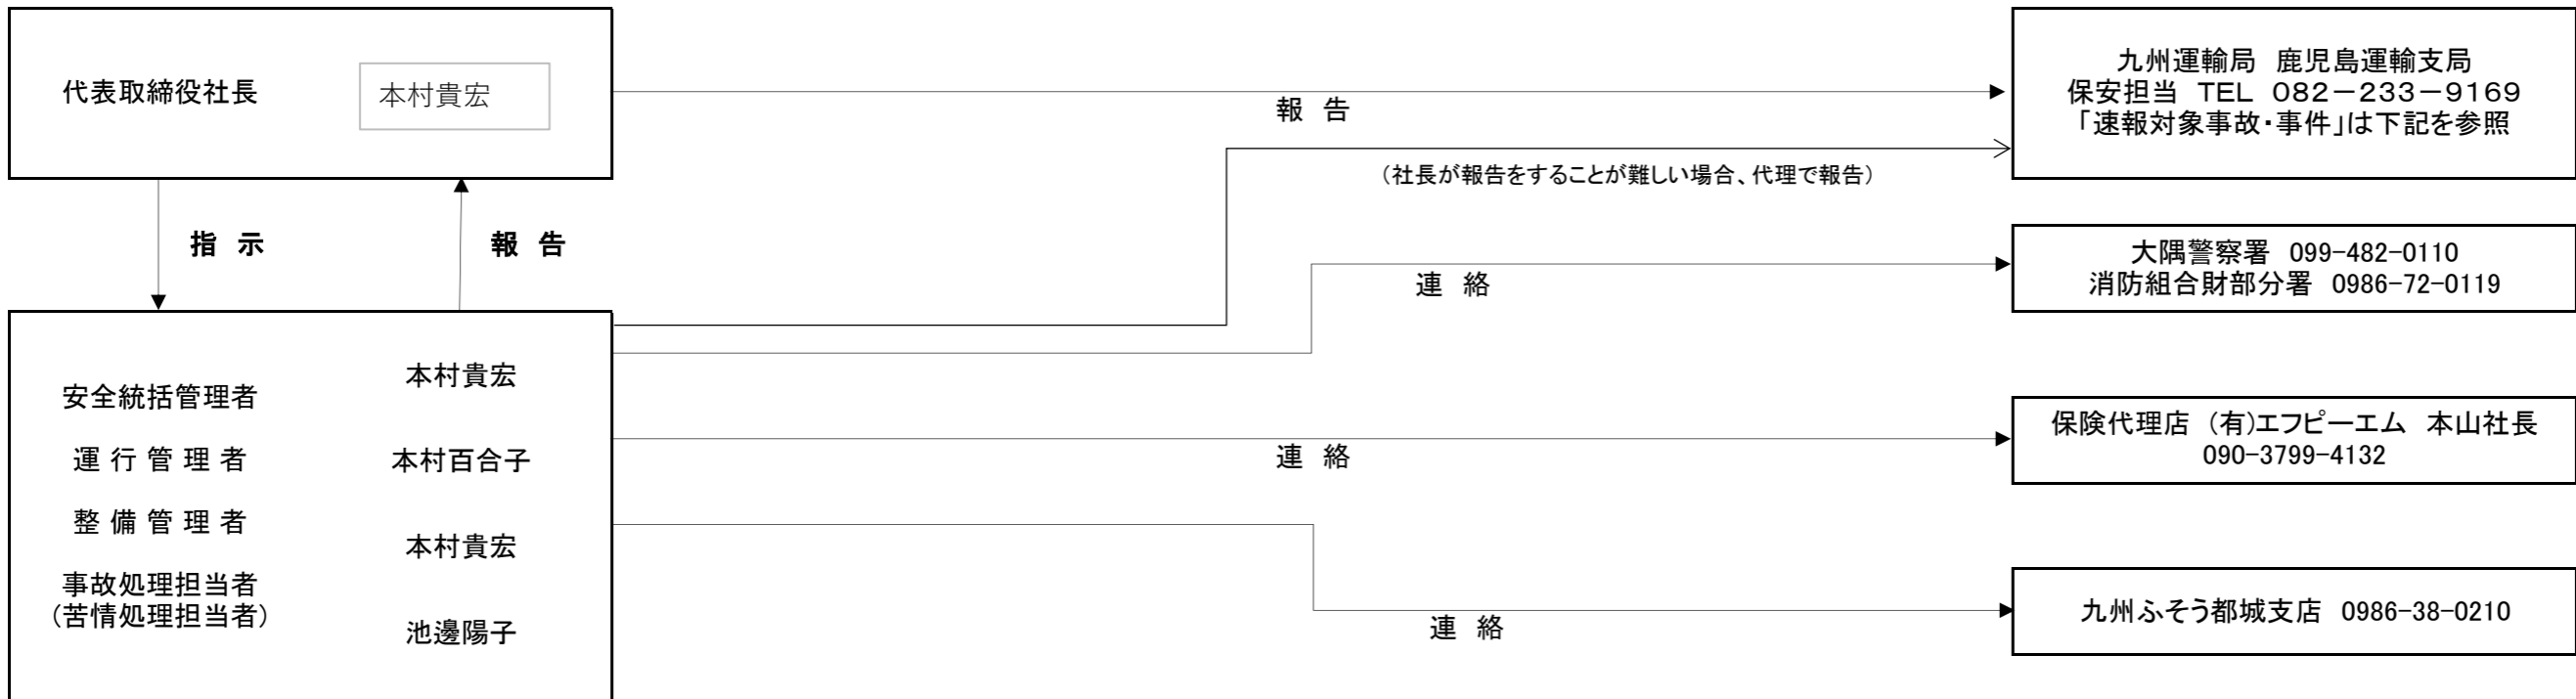 代表取締役社長 本村貴宏
報 告
九州運輸局 鹿児島運輸支局
保安担当 TEL 082-233-9169
「速報対象事故・事件」は下記を参照
(社長が報告をすることが難しい場合、代理で報告)
指 示
報 告
連 絡
大隅警察署 099-482-0110
消防組合財部分署 0986-72-0119
安全統括管理者 本村貴宏
運行管理者 本村百合子
整備管理者 本村貴宏
事故処理担当者
(苦情処理担当者) 池邊陽子
連 絡
保険代理店 (有)エフピーエム 本山社長
090-3799-4132
連 絡
九州ふそう都城支店 0986-38-0210